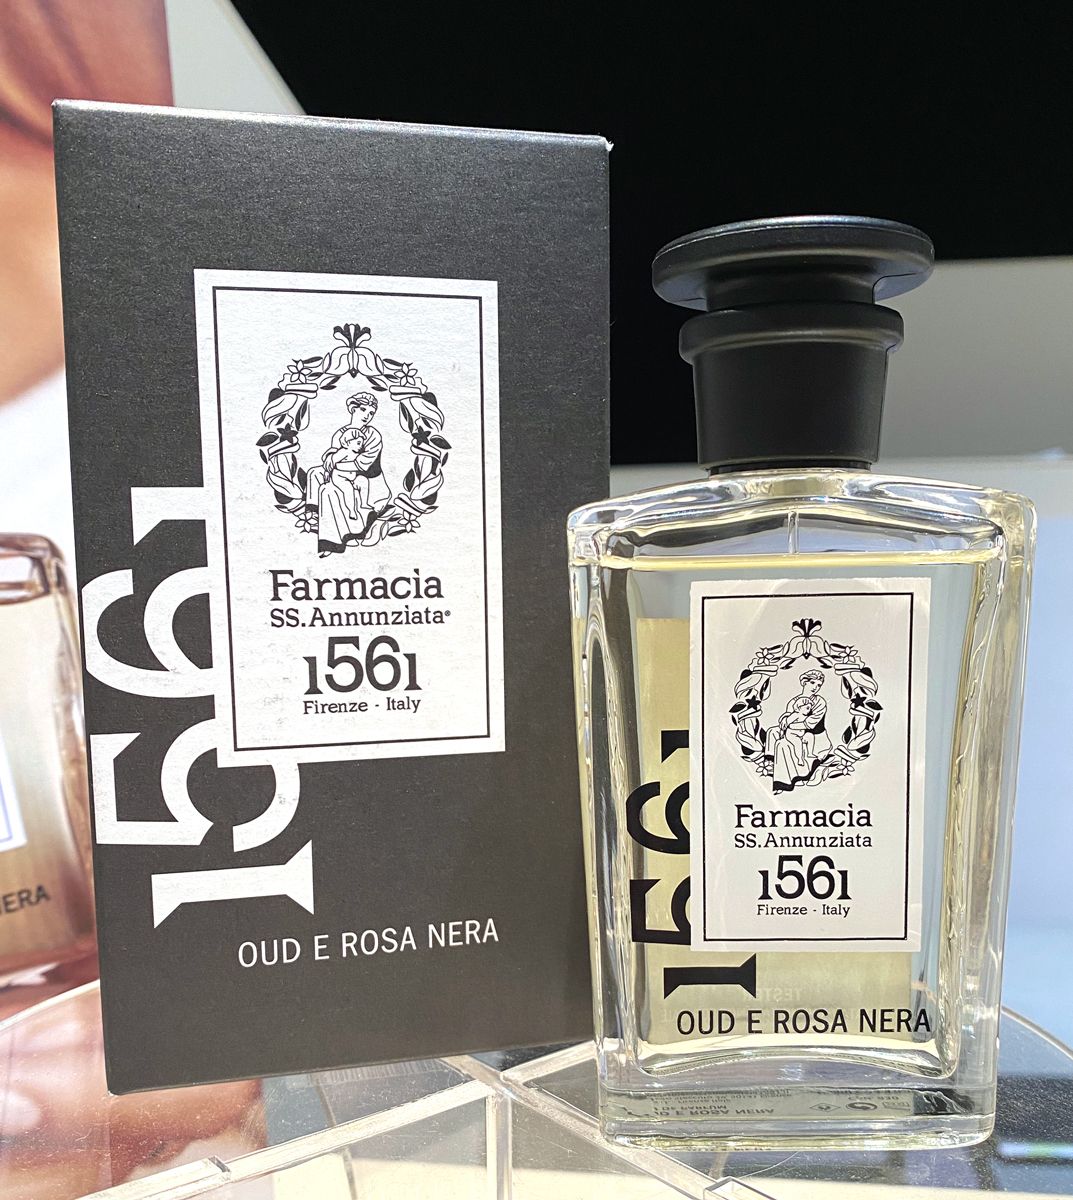 1561
Farmacia
SS.Annunziata®
1561
Firenze - Italy
OUD E ROSA NERA
1561
Farmacia
SS.Annunziata
1561
Firenze - Italy
OUD E ROSA NERA
NERA